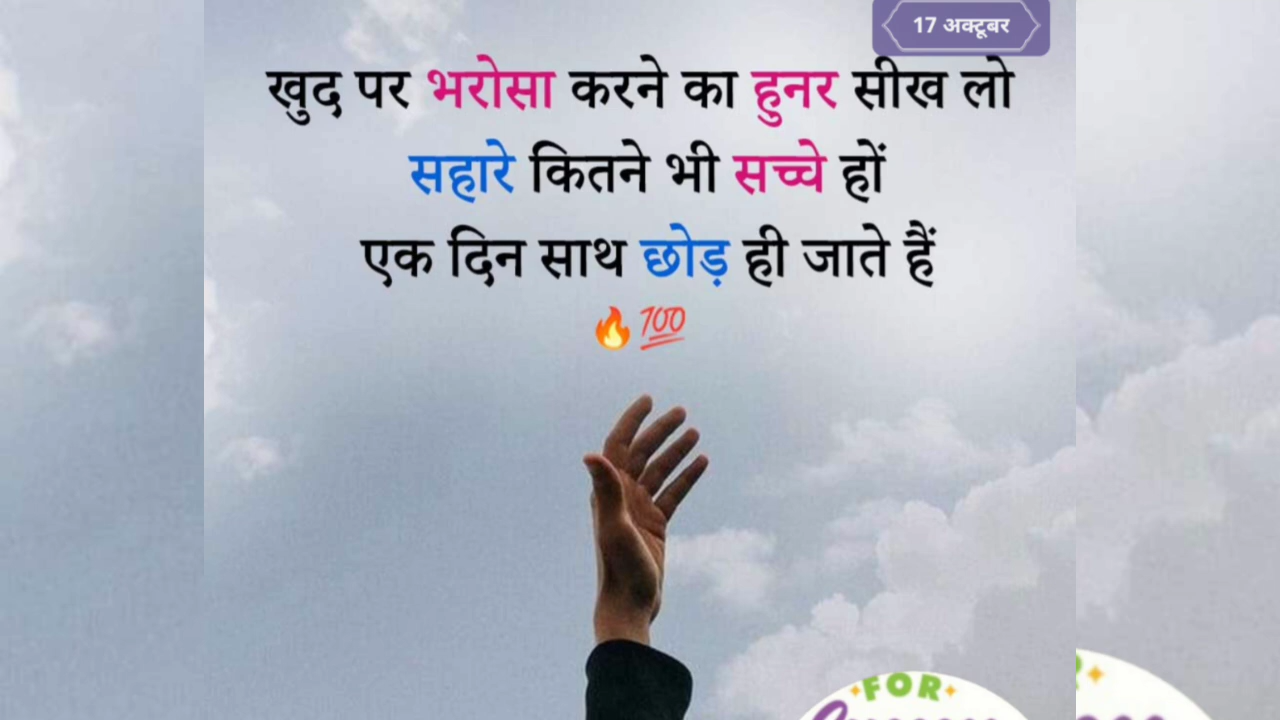 17 अक्टूबर
खुद पर भरोसा करने का हुनर सीख लो
सहारे कितने भी सच्चे हों
एक दिन साथ छोड़ ही जाते हैं
🔥💯
FOR